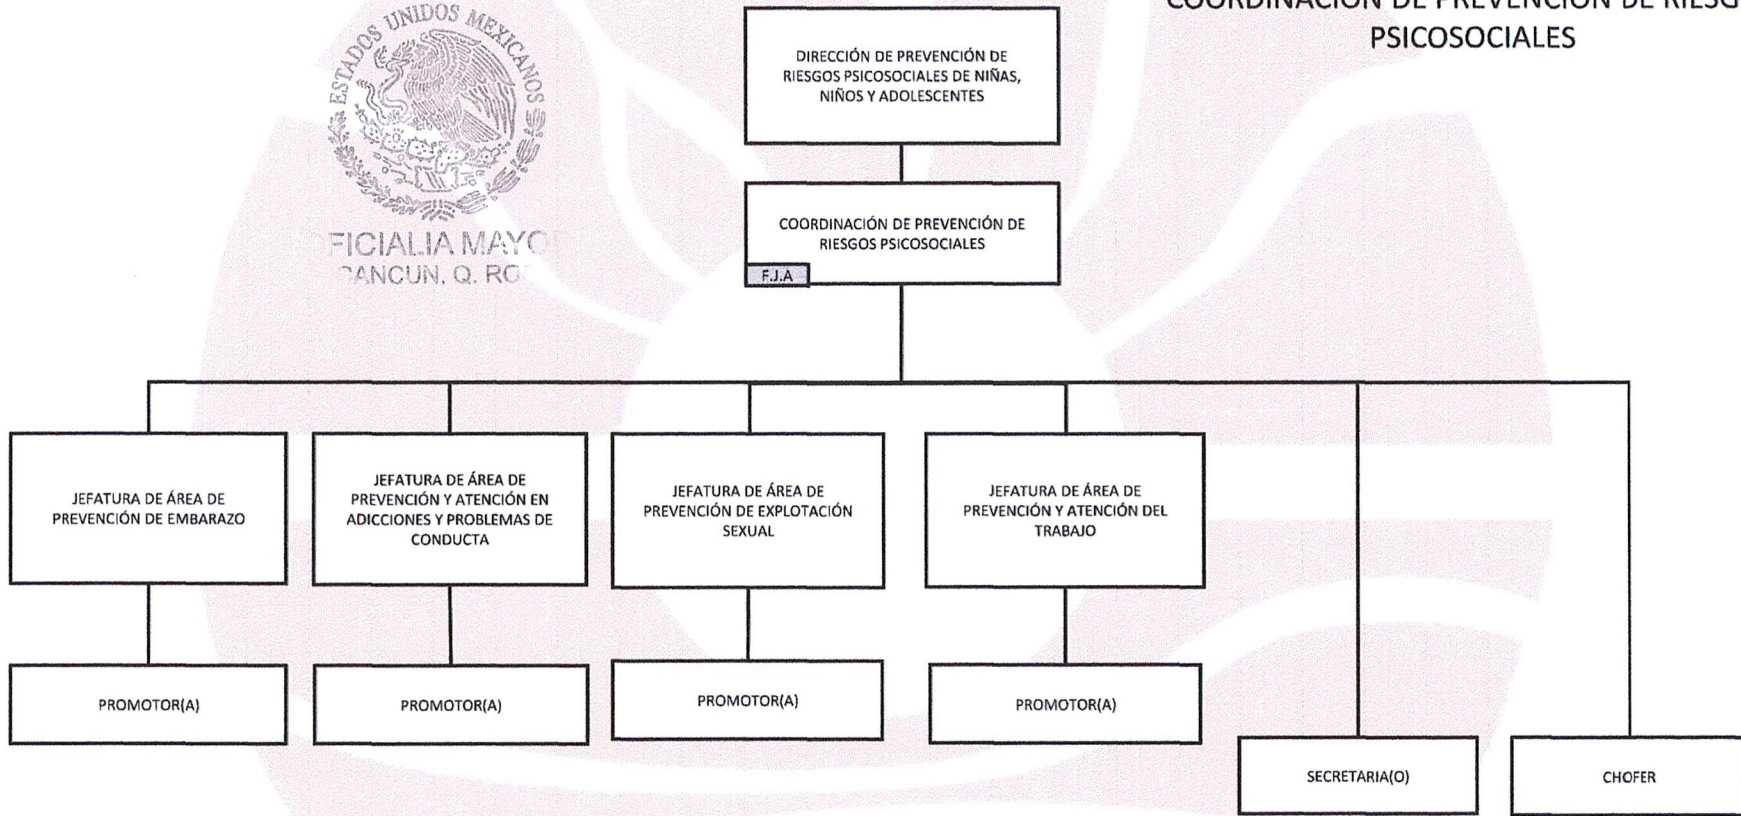 COORDINACIÓN DE PREVENCIÓN DE
PSICOSOCIALES
ESTADOS UNIDOS MEXICANOS
FICIALIA MAYO
CANCUN, Q. RO
DIRECCIÓN DE PREVENCIÓN DE
RIESGOS PSICOSOCIALES DE NIÑAS,
NIÑOS Y ADOLESCENTES
COORDINACIÓN DE PREVENCIÓN DE
RIESGOS PSICOSOCIALES
F.J.A
JEFATURA DE ÁREA DE
PREVENCIÓN DE EMBARAZO
JEFATURA DE ÁREA DE
PREVENCIÓN Y ATENCIÓN EN
ADICCIONES Y PROBLEMAS DE
CONDUCTA
JEFATURA DE ÁREA DE
PREVENCIÓN DE EXPLOTACIÓN
SEXUAL
JEFATURA DE ÁREA DE
PREVENCIÓN Y ATENCIÓN DEL
TRABAJO
PROMOTOR(A)
PROMOTOR(A)
PROMOTOR(A)
PROMOTOR(A)
SECRETARIA(O)
CHOFER